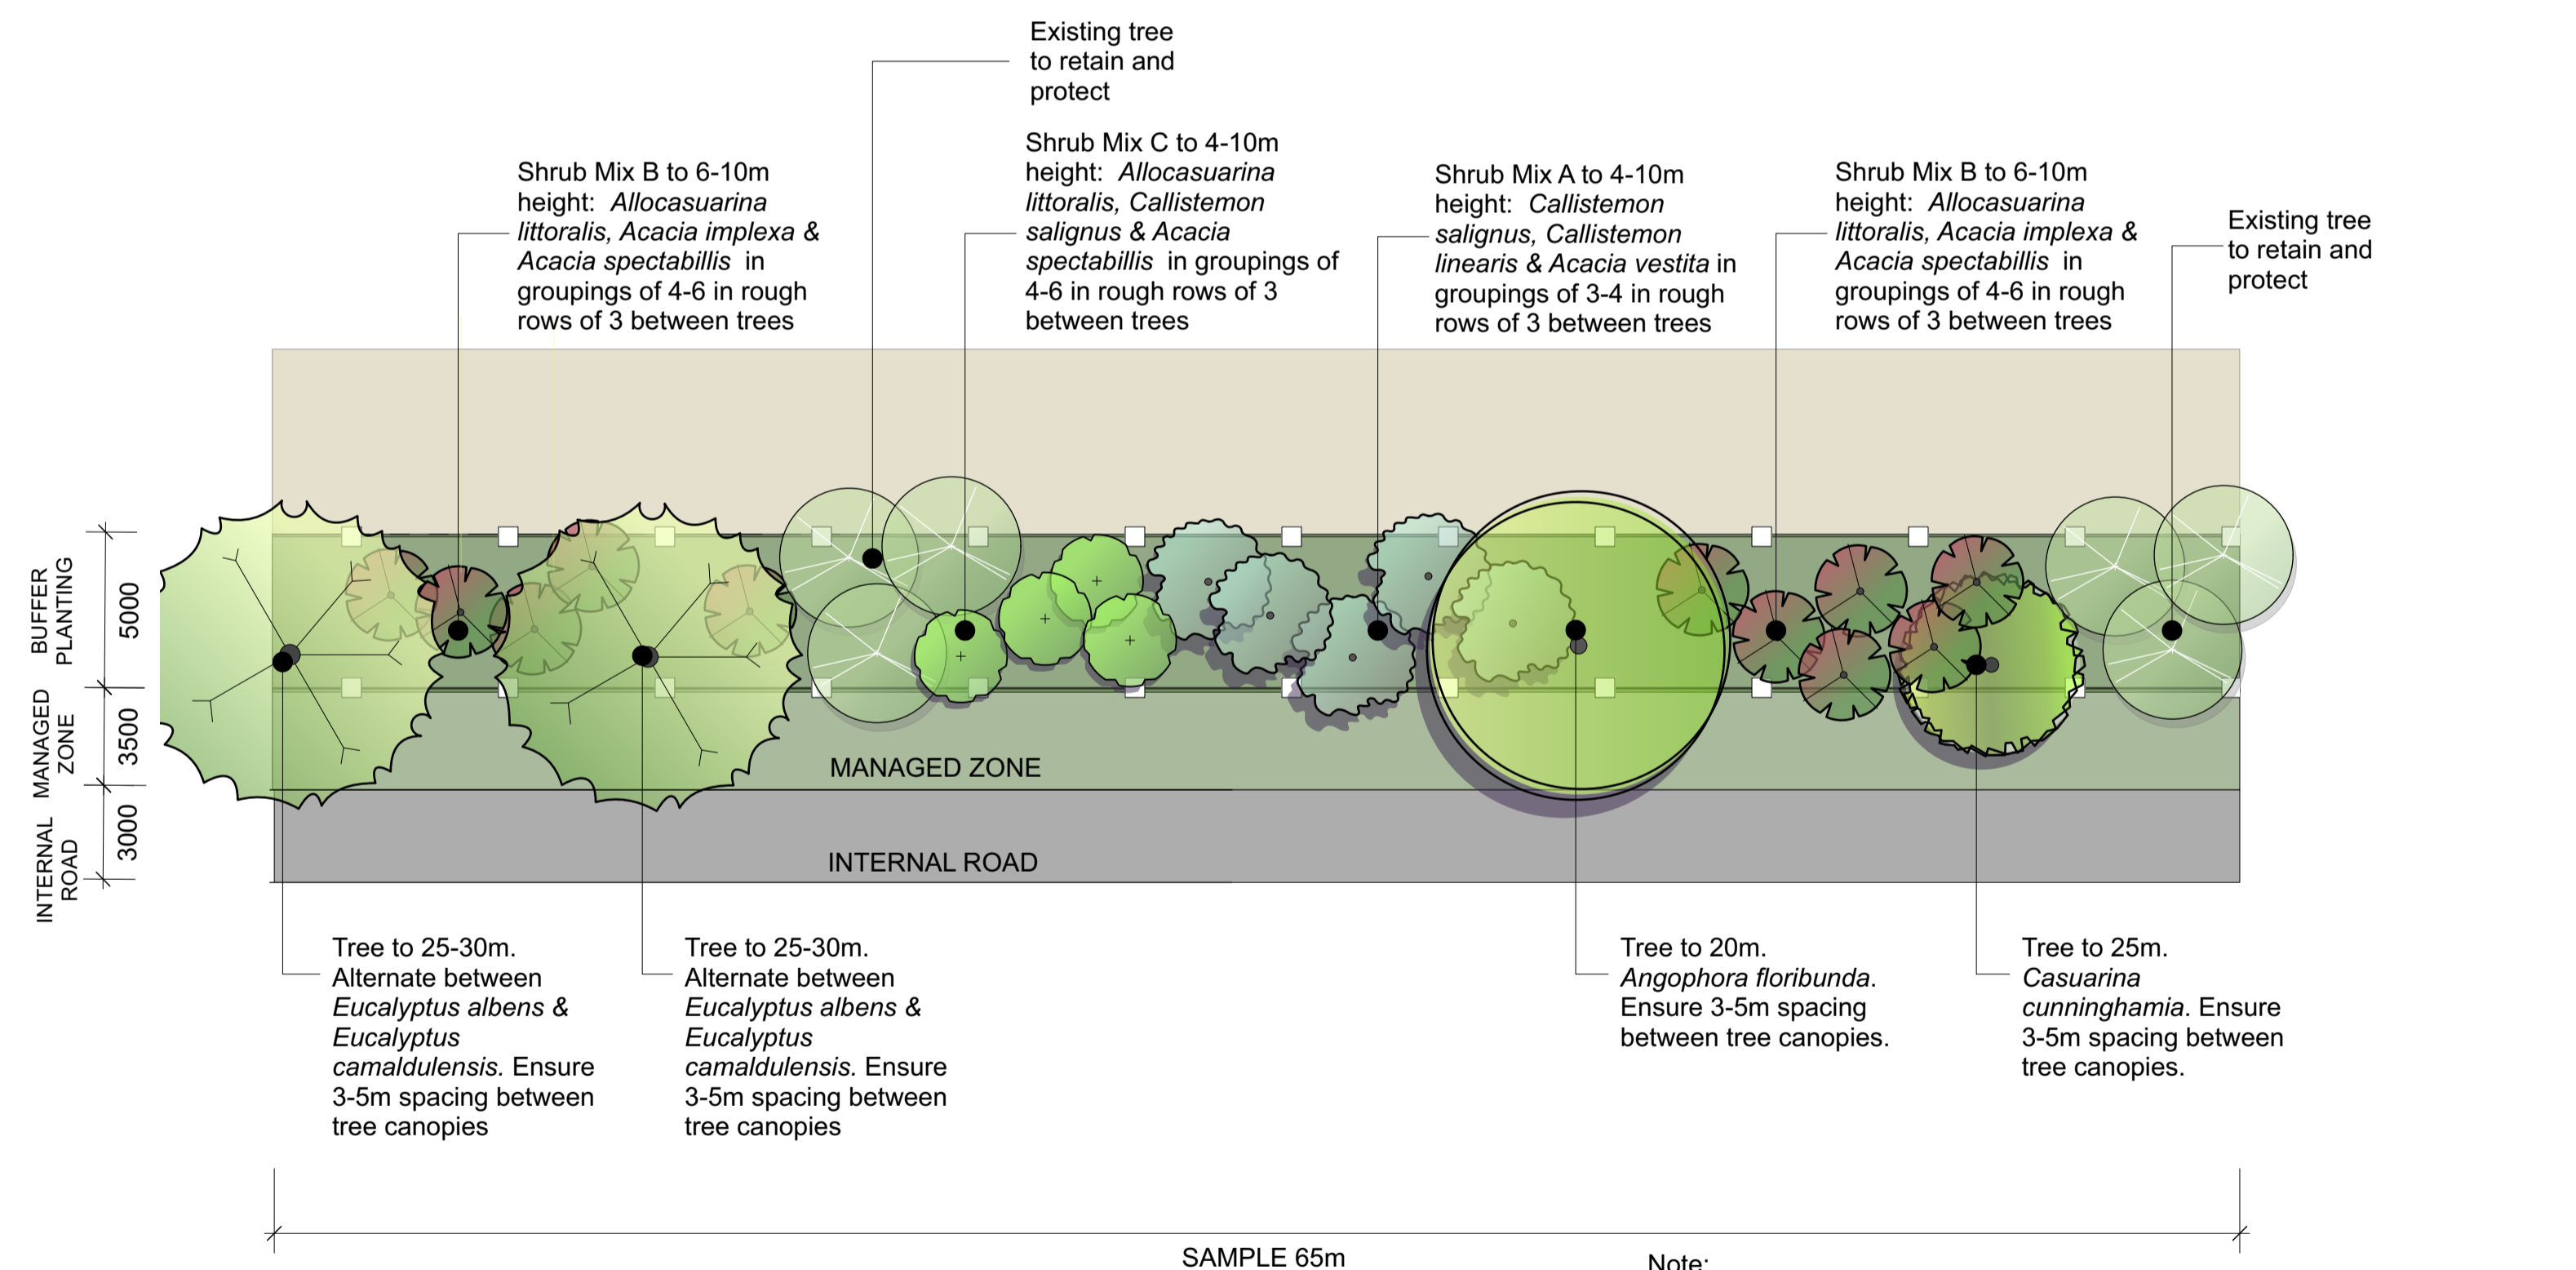 Existing tree
to retain and
protect
Shrub Mix B to 6-10m
height:  Allocasuarina
littoralis, Acacia implexa &
Acacia spectabillis  in
groupings of 4-6 in rough
rows of 3 between trees
Shrub Mix C to 4-10m
height:  Allocasuarina
littoralis, Callistemon
salignus & Acacia
spectabillis  in groupings of
4-6 in rough rows of 3
between trees
Shrub Mix A to 4-10m
height:  Callistemon
salignus, Callistemon
linearis & Acacia vestita in
groupings of 3-4 in rough
rows of 3 between trees
Shrub Mix B to 6-10m
height:  Allocasuarina
littoralis, Acacia implexa &
Acacia spectabillis  in
groupings of 4-6 in rough
rows of 3 between trees
Existing tree
to retain and
protect
BUFFER
PLANTING
5000
MANAGED
ZONE
3500
INTERNAL
ROAD
3000
MANAGED ZONE
INTERNAL ROAD
Tree to 25-30m.
Alternate between
Eucalyptus albens &
Eucalyptus
camaldulensis. Ensure
3-5m spacing between
tree canopies
Tree to 25-30m.
Alternate between
Eucalyptus albens &
Eucalyptus
camaldulensis. Ensure
3-5m spacing between
tree canopies
Tree to 20m.
Angophora floribunda.
Ensure 3-5m spacing
between tree canopies.
Tree to 25m.
Casuarina
cunninghamia. Ensure
3-5m spacing between
tree canopies.
SAMPLE 65m
Note: